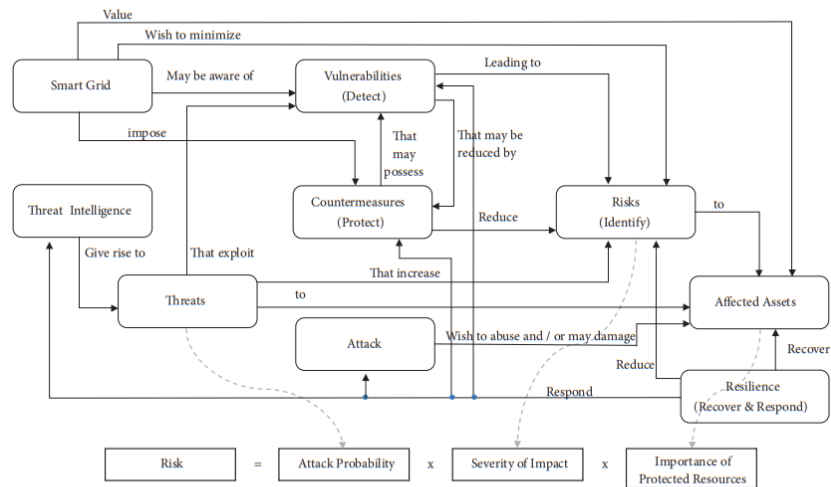 Value
Wish to minimize
Smart Grid
May be aware of
Vulnerabilities
(Detect)
Leading to
impose
That
may
possess
That may be
reduced by
Threat Intelligence
Countermeasures
(Protect)
Reduce
Risks
(Identify)
to
Give rise to
That exploit
That increase
Threats
to
Affected Assets
Attack
Wish to abuse and / or may damage
Recover
Reduce
Respond
Resilience
(Recover & Respond)
Risk
=
Attack Probability
x
Severity of Impact
x
Importance of
Protected Resources